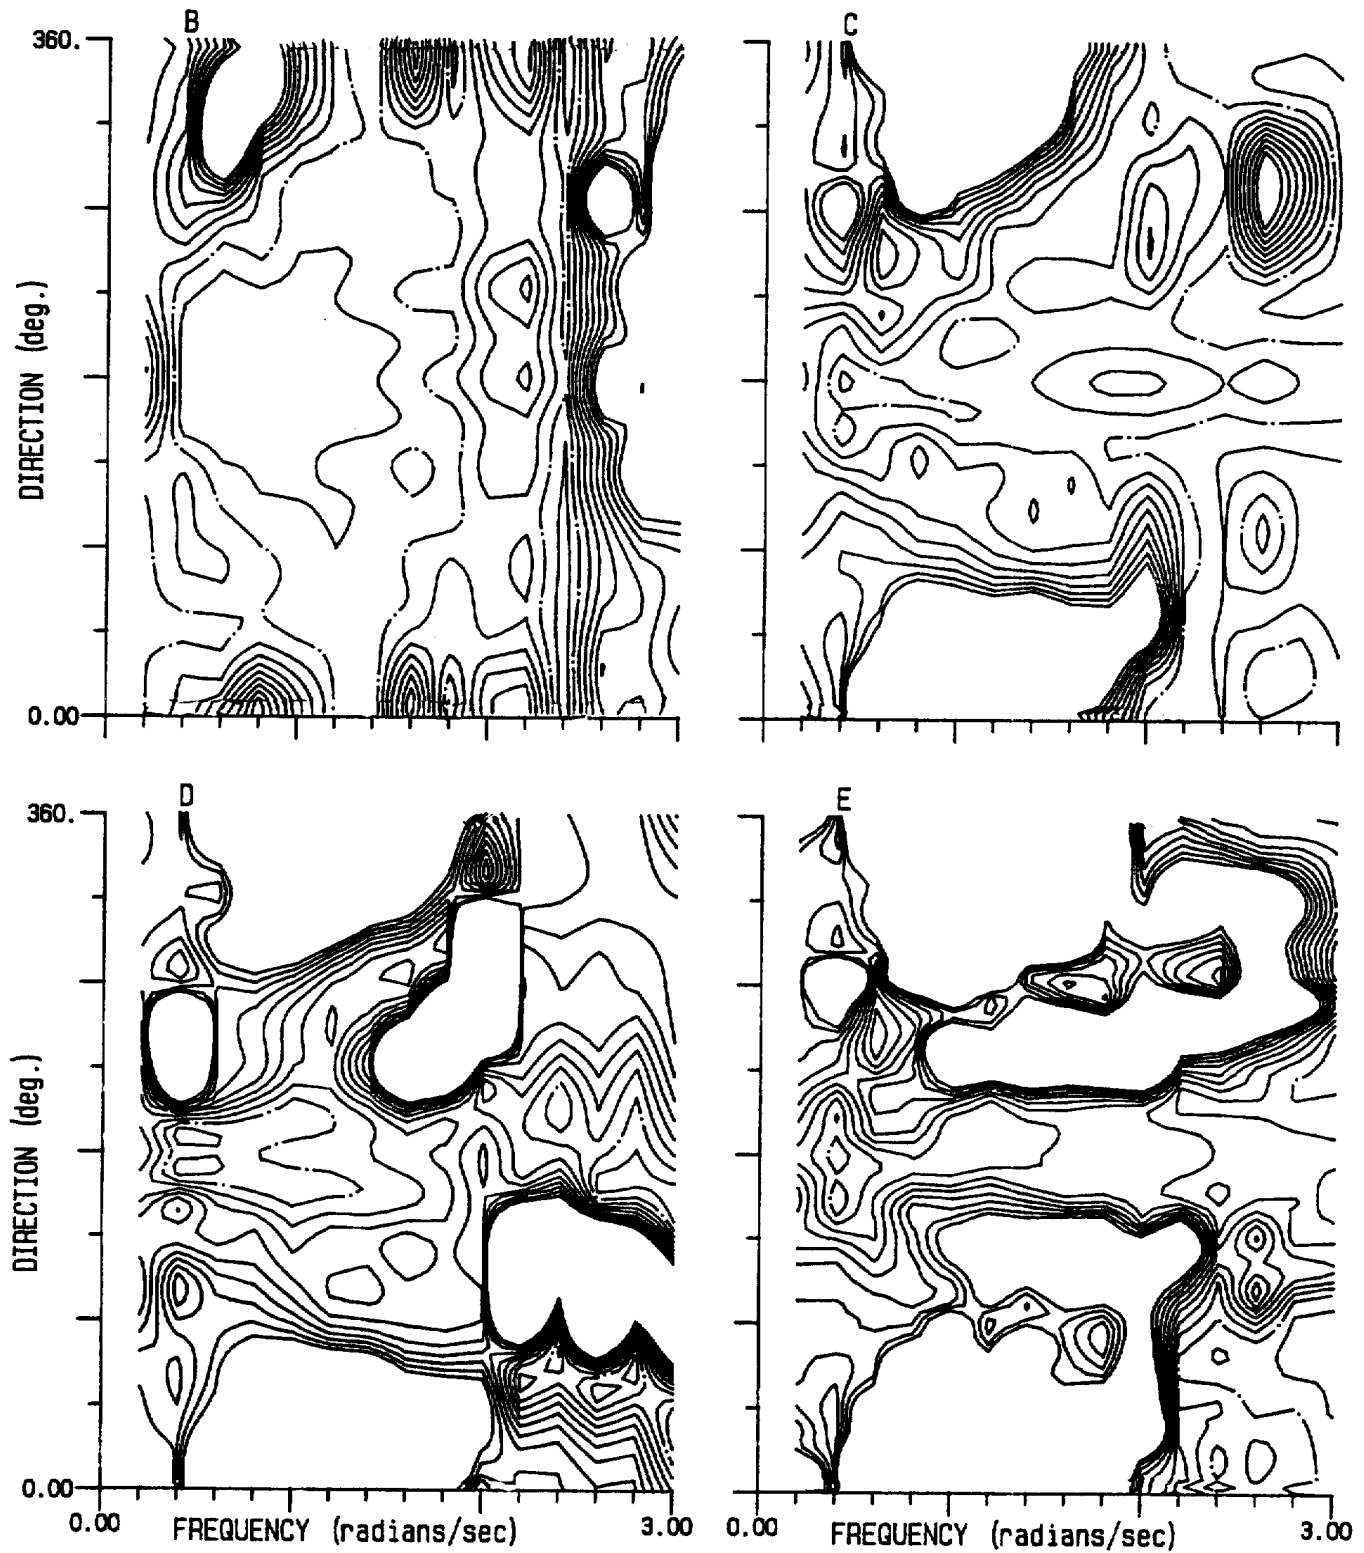 B
C
360.
DIRECTION (deg.)
0.00
D
E
360.
DIRECTION (deg.)
0.00
0.00
FREQUENCY (radians/sec)
3.00
0.00
FREQUENCY (radians/sec)
3.00